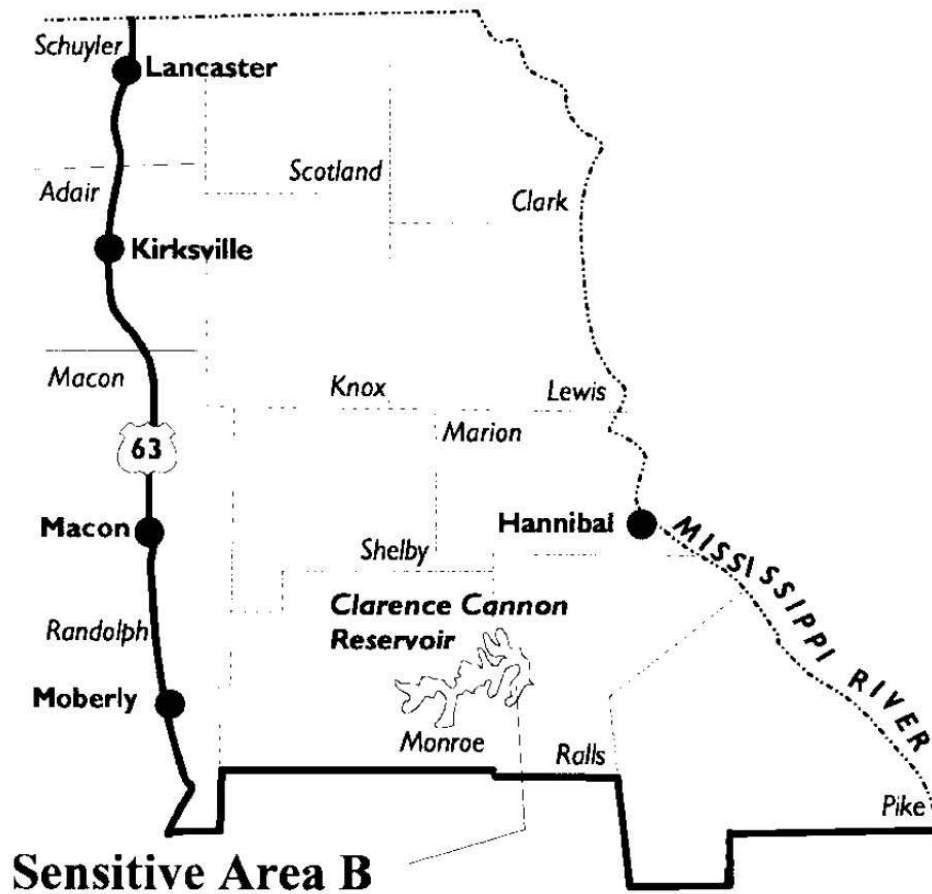 Schuyler
Lancaster
Scotland
Adair
Clark
Kirksville
Macon
Knox
Lewis
Marion
63
Macon
Hannibal
MISSISSIPPI RIVER
Shelby
Clarence Cannon
Reservoir
Randolph
Moberly
Monroe
Ralls
Pike
Sensitive Area B